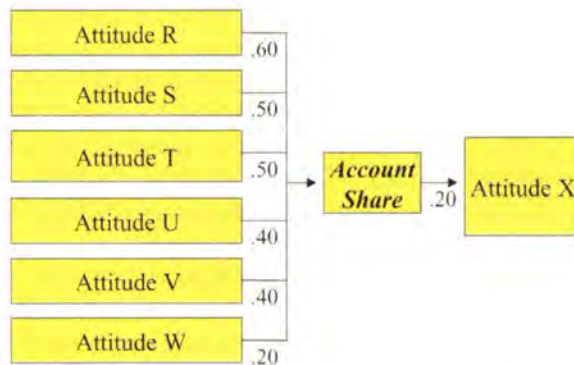 Attitude R
.60
Attitude S
.50
Attitude T
.50
Account
Share
.20
Attitude X
Attitude U
.40
Attitude V
.40
Attitude W
.20